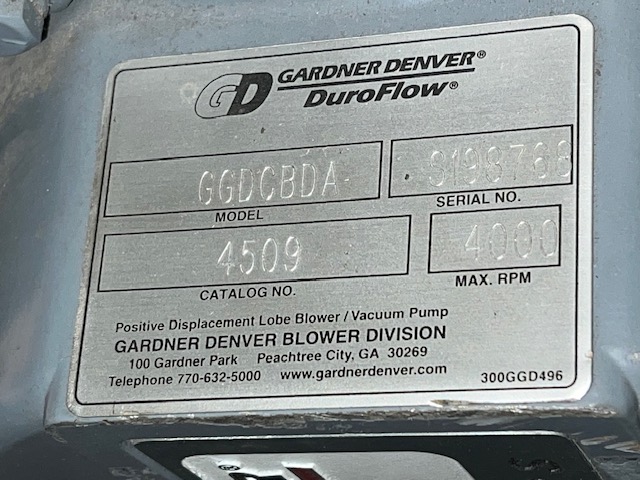 GD GARDNER DENVER®
DuroFlow®
GGDCBDA
MODEL
S198768
SERIAL NO.
4509
CATALOG NO.
4000
MAX. RPM
Positive Displacement Lobe Blower / Vacuum Pump
GARDNER DENVER BLOWER DIVISION
100 Gardner Park Peachtree City, GA 30269
Telephone 770-632-5000 www.gardnerdenver.com
300GGD496